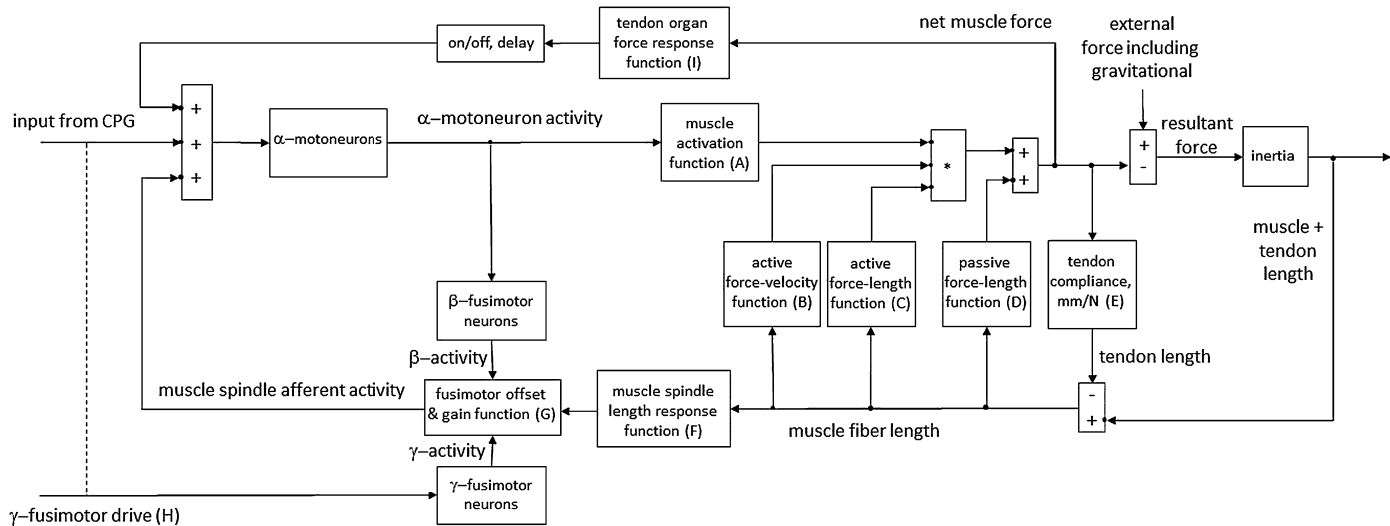 tendon organ
force response
function (I)
on/off, delay
net muscle force
external
force including
gravitational
input from CPG
+
+
+
α–motoneurons
α–motoneuron activity
muscle
activation
function (A)
*
+
+
+
-
resultant
force
inertia
muscle +
tendon
length
active
force-velocity
function (B)
active
force-length
function (C)
passive
force-length
function (D)
tendon
compliance,
mm/N (E)
β–fusimotor
neurons
β–activity
tendon length
muscle spindle afferent activity
fusimotor offset
& gain function (G)
muscle spindle
length response
function (F)
muscle fiber length
-
+
γ–activity
γ–fusimotor
neurons
γ–fusimotor drive (H)